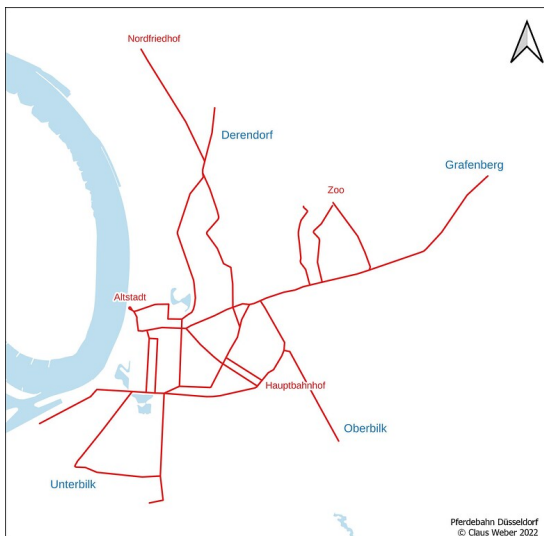 Nordfriedhof
Derendorf
Grafenberg
Zoo
Altstadt
Hauptbahnhof
Oberbilk
Unterbilk
Pferdebahn Düsseldorf
© Claus Weber 2022